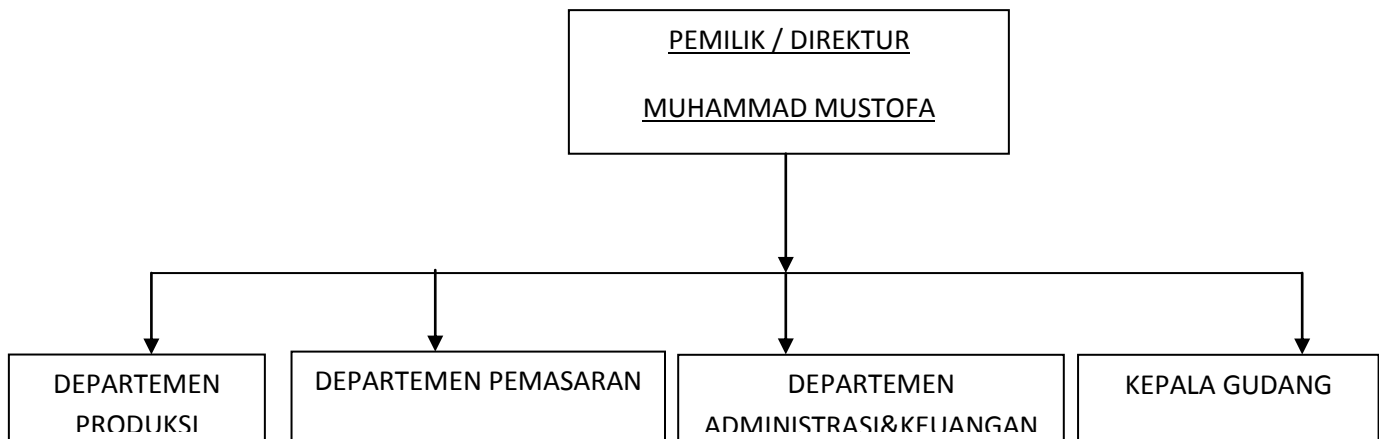 PEMILIK / DIREKTUR
MUHAMMAD MUSTOFA
DEPARTEMEN
PRODUKSI
DEPARTEMEN PEMASARAN
DEPARTEMEN
ADMINISTRASI&KEUANGAN
KEPALA GUDANG